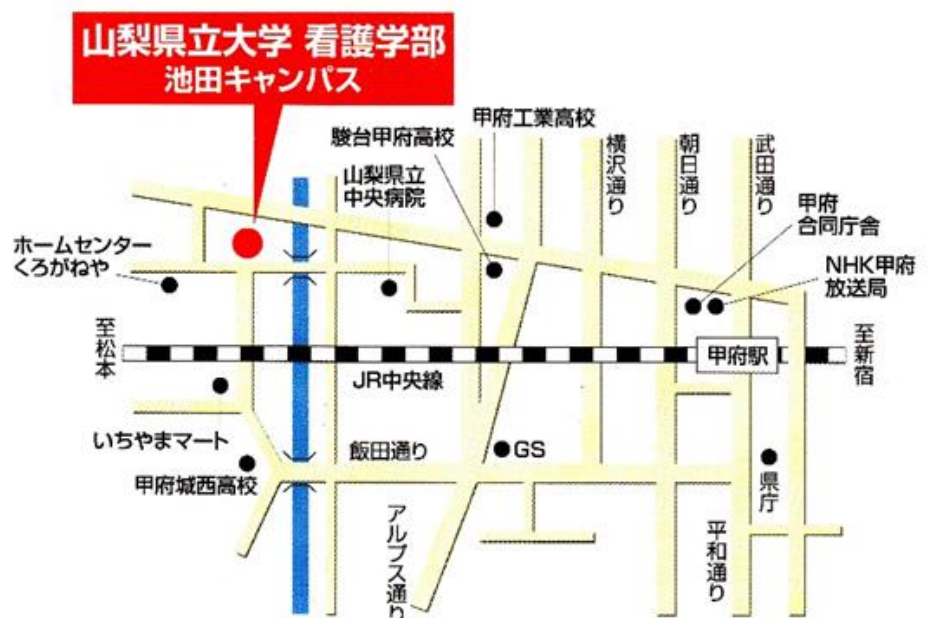 山梨県立大学 看護学部
池田キャンパス
甲府工業高校
駿台甲府高校
山梨県立
中央病院
横沢通り
朝日通り
武田通り
甲府
合同庁舎
NHK甲府
放送局
ホームセンター
くろがねや
至松本
甲府駅
至新宿
JR中央線
いちやまマート
飯田通り
GS
甲府城西高校
県庁
アルプス通り
平和通り